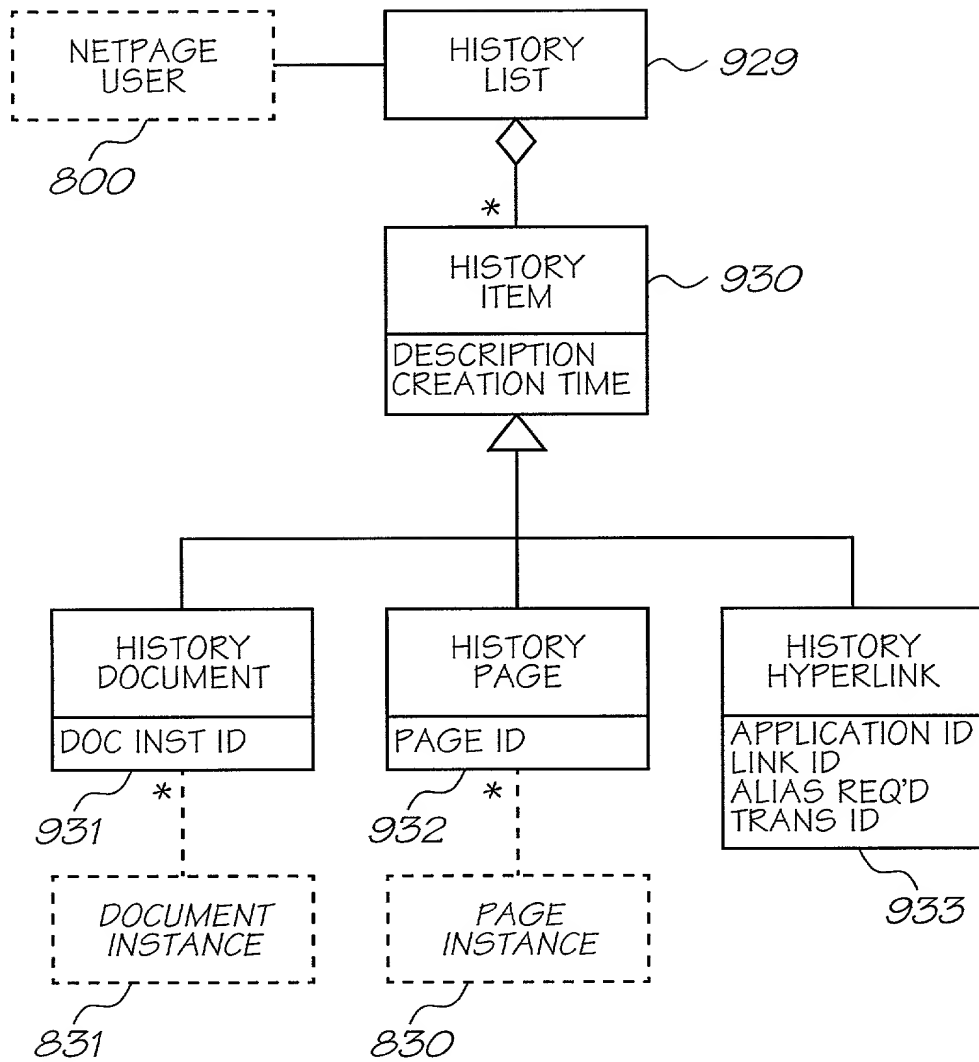 NETPAGE
USER
800
HISTORY
LIST
929
*
HISTORY
ITEM
930
DESCRIPTION
CREATION TIME
HISTORY
DOCUMENT
DOC INST ID
931
*
DOCUMENT
INSTANCE
831
HISTORY
PAGE
PAGE ID
932
*
PAGE
INSTANCE
830
HISTORY
HYPERLINK
APPLICATION ID
LINK ID
ALIAS REQ'D
TRANS ID
933